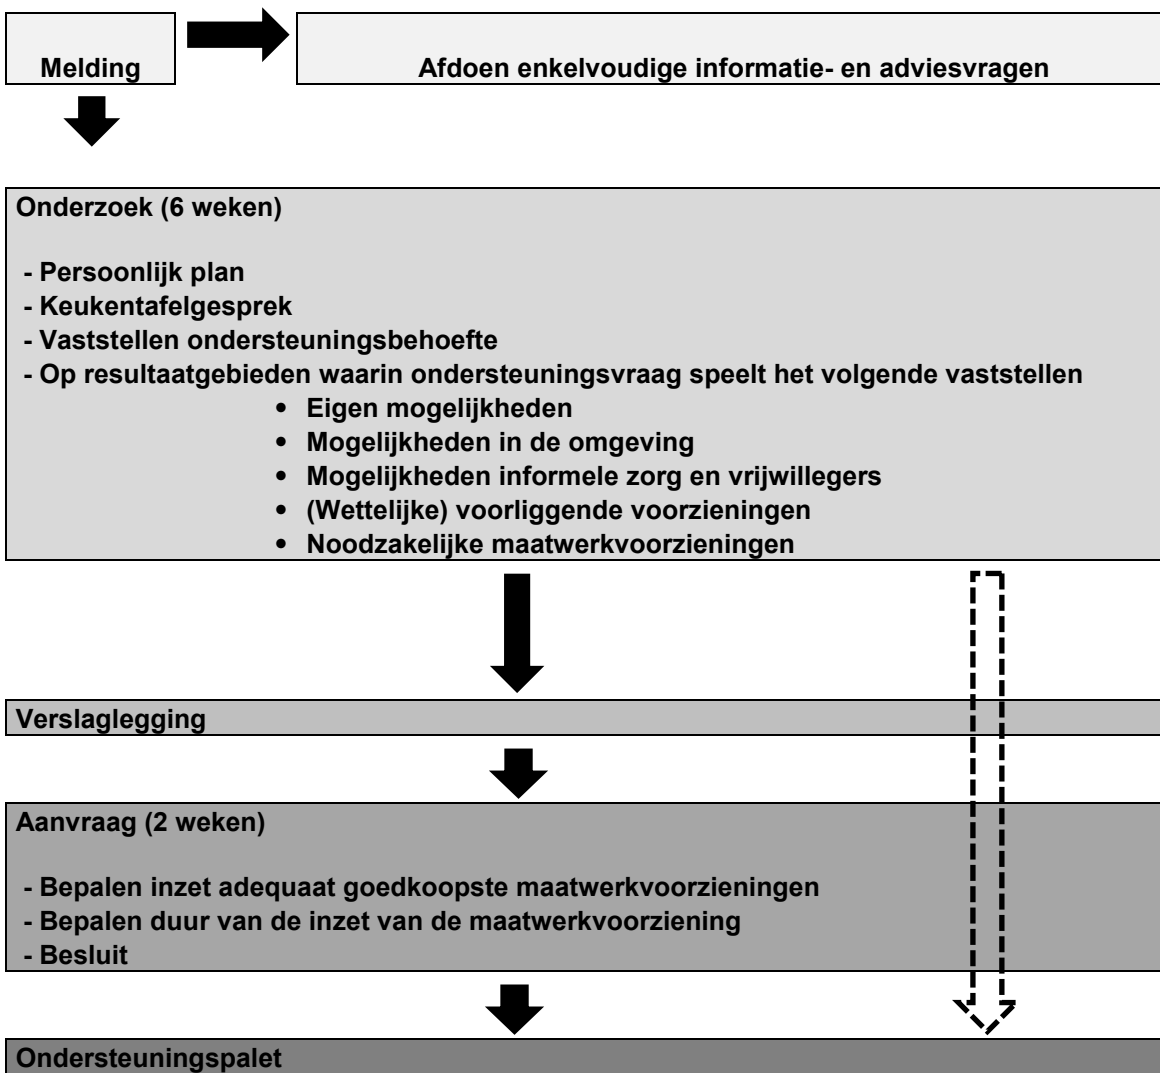 Melding
Afdoen enkelvoudige informatie- en adviesvragen
Onderzoek (6 weken)
- Persoonlijk plan
- Keukentafelgesprek
- Vaststellen ondersteuningsbehoefte
- Op resultaatgebieden waarin ondersteuningsvraag speelt het volgende vaststellen
• Eigen mogelijkheden
• Mogelijkheden in de omgeving
• Mogelijkheden informele zorg en vrijwillegers
• (Wettelijke) voorliggende voorzieningen
• Noodzakelijke maatwerkvoorzieningen
Verslaglegging
Aanvraag (2 weken)
- Bepalen inzet adequaat goedkoopste maatwerkvoorzieningen
- Bepalen duur van de inzet van de maatwerkvoorziening
- Besluit
Ondersteuningspalet